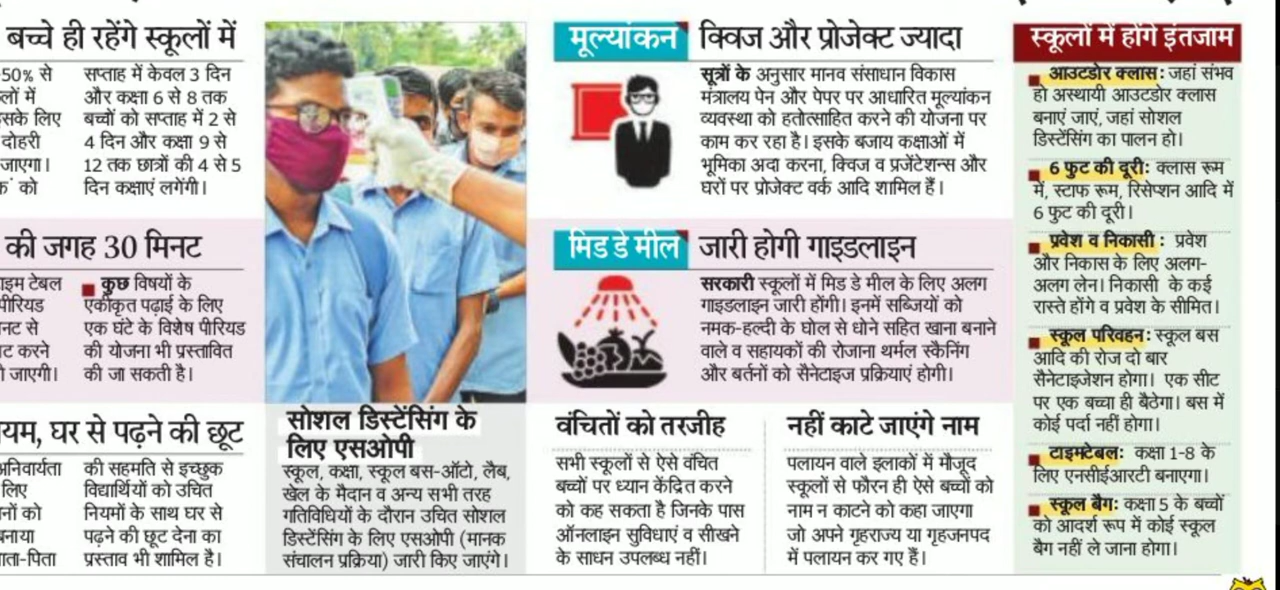 बच्चे ही रहेंगे स्कूलों में
50% से
लों में
सके लिए
दोहरी
जाएगा।
को
सप्ताह में केवल 3 दिन
और कक्षा 6 से 8 तक
बच्चों को सप्ताह में 2 से
4 दिन और कक्षा 9 से
12 तक छात्रों की 4 से 5
दिन कक्षाएं लगेंगी।
की जगह 30 मिनट
इम टेबल
पीरियड
नट से
ट करने
जाएगी।
कुछ विषयों के
एकीकृत पढ़ाई के लिए
एक घंटे के विशेष पीरियड
की योजना भी प्रस्तावित
की जा सकती है।
यम, घर से पढ़ने की छूट
अनिवार्यता
लिए
नों को
बनाया
ता-पिता
की सहमति से इच्छुक
विद्यार्थियों को उचित
नियमों के साथ घर से
पढ़ने की छूट देना का
प्रस्ताव भी शामिल है।
सोशल डिस्टेंसिंग के
लिए एसओपी
स्कूल, कक्षा, स्कूल बस-ऑटो, लैब,
खेल के मैदान व अन्य सभी तरह
गतिविधियों के दौरान उचित सोशल
डिस्टेंसिंग के लिए एसओपी (मानक
संचालन प्रक्रिया) जारी किए जाएंगे।
मूल्यांकन क्विज और प्रोजेक्ट ज्यादा
सूत्रों के अनुसार मानव संसाधान विकास
मंत्रालय पेन और पेपर पर आधारित मूल्यांकन
व्यवस्था को हतोत्साहित करने की योजना पर
काम कर रहा है। इसके बजाय कक्षाओं में
भूमिका अदा करना, क्विज व प्रजेंटेशन्स और
घरों पर प्रोजेक्ट वर्क आदि शामिल हैं।
मिड डे मील जारी होगी गाइडलाइन
सरकारी स्कूलों में मिड डे मील के लिए अलग
गाइडलाइन जारी होंगी। इनमें सब्जियों को
नमक-हल्दी के घोल से धोने सहित खाना बनाने
वाले व सहायकों की रोजाना थर्मल स्कैनिंग
और बर्तनों को सैनेटाइज प्रक्रियाएं होगी।
वंचितों को तरजीह
सभी स्कूलों से ऐसे वंचित
बच्चों पर ध्यान केंद्रित करने
को कह सकता है जिनके पास
ऑनलाइन सुविधाएं व सीखने
के साधन उपलब्ध नहीं।
नहीं काटे जाएंगे नाम
पलायन वाले इलाकों में मौजूद
स्कूलों से फौरन ही ऐसे बच्चों को
नाम न काटने को कहा जाएगा
जो अपने गृहराज्य या गृहजनपद
में पलायन कर गए हैं।
स्कूलों में होंगे इंतजाम
आउटडोर क्लास: जहां संभव
हो अस्थायी आउटडोर क्लास
बनाएं जाएं, जहां सोशल
डिस्टेंसिंग का पालन हो।
6 फुट की दूरी: क्लास रूम
में, स्टाफ रूम, रिसेप्शन आदि में
6 फुट की दूरी।
प्रवेश व निकासी : प्रवेश
और निकास के लिए अलग-
अलग लेन। निकासी के कई
रास्ते होंगे व प्रवेश के सीमित।
स्कूल परिवहन: स्कूल बस
आदि की रोज दो बार
सैनेटाइजेशन होगा। एक सीट
पर एक बच्चा ही बैठेगा। बस में
कोई पर्दा नहीं होगा।
टाइमटेबल: कक्षा 1-8 के
लिए एनसीईआरटी बनाएगा।
स्कूल बैग: कक्षा 5 के बच्चों
को आदर्श रूप में कोई स्कूल
बैग नहीं ले जाना होगा।